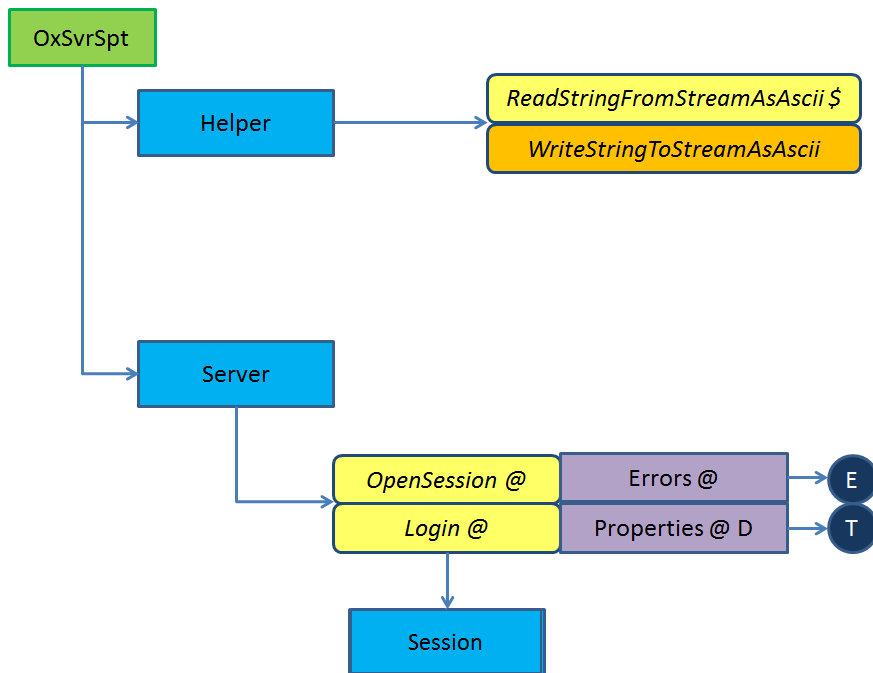 OxSvrSpt
Helper
ReadStringFromStreamAsAscii $
WriteStringToStreamAsAscii
Server
OpenSession @
Errors @
E
Login @
Properties @ D
T
Session